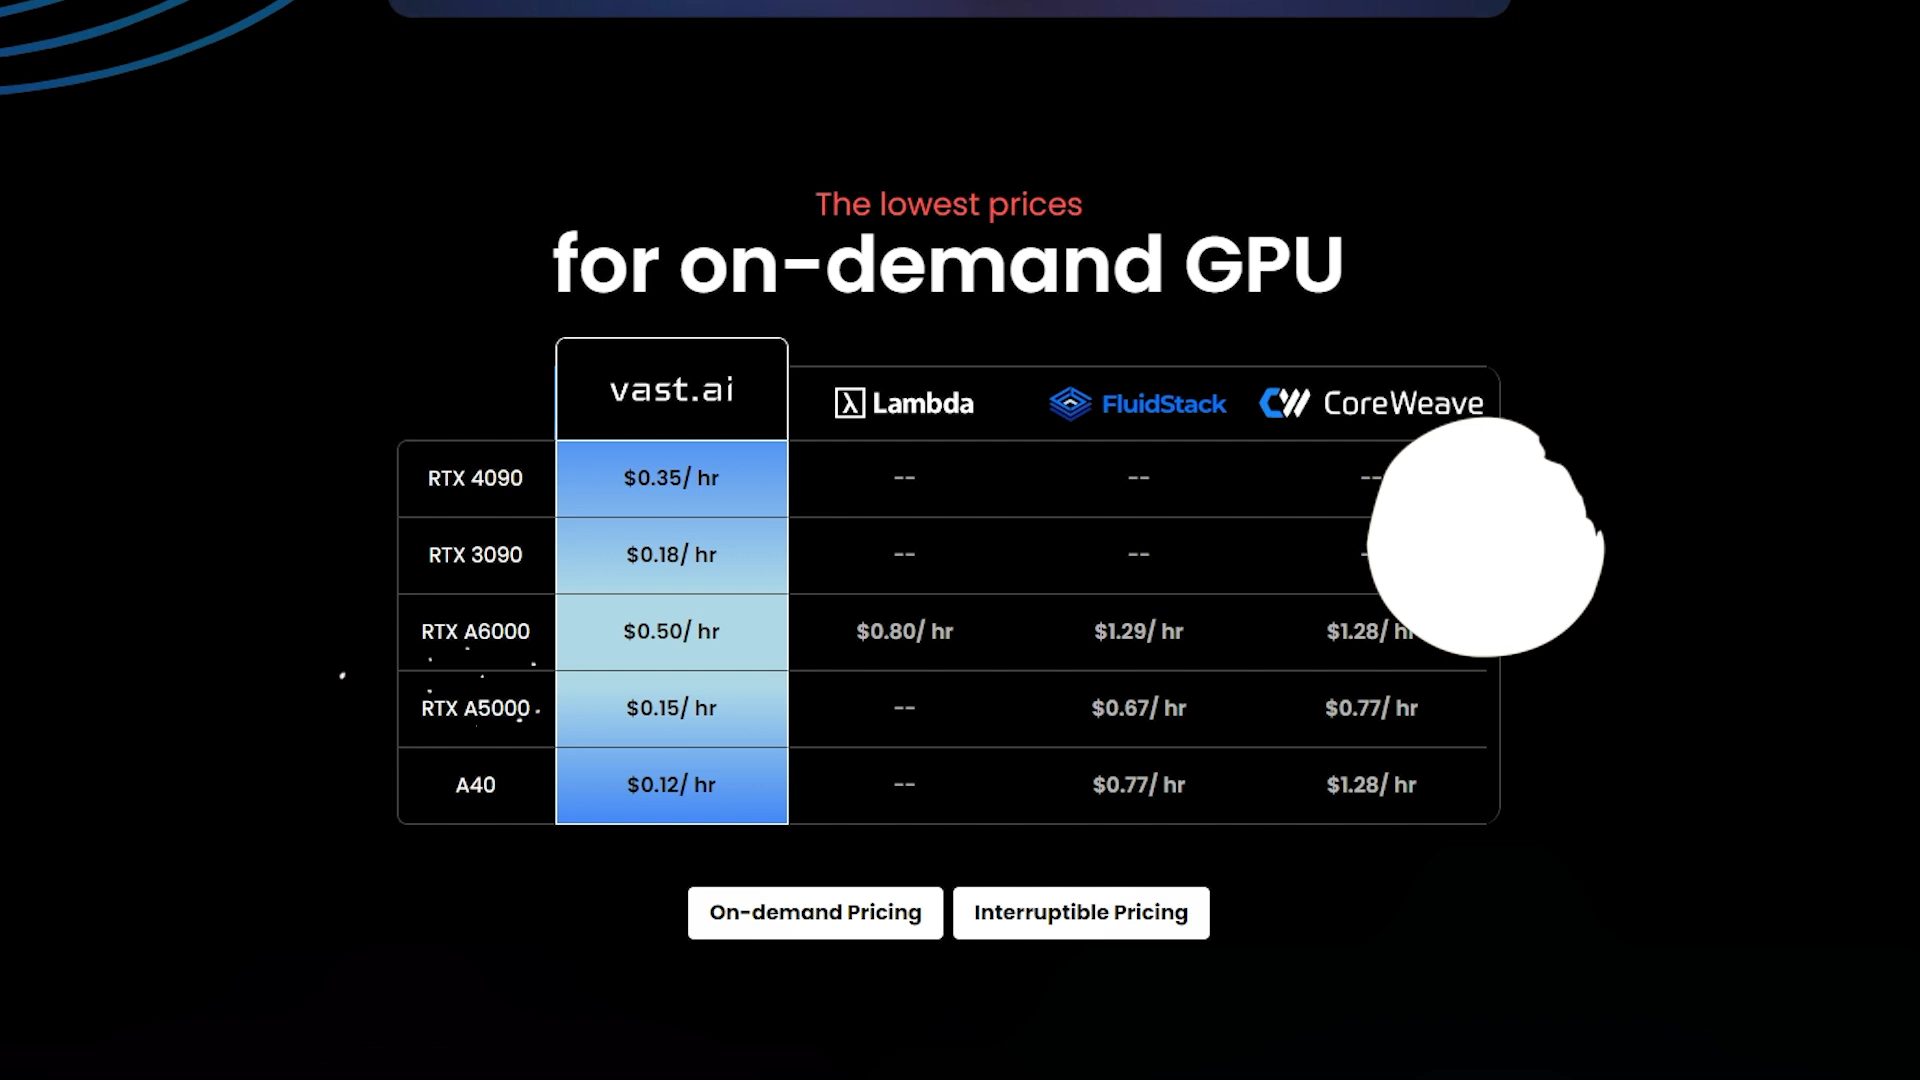 The lowest prices
for on-demand GPU
vast.ai Lambda FluidStack CoreWeave
RTX 4090 $0.35/ hr -- -- --
RTX 3090 $0.18/ hr -- --
RTX A6000 $0.50/ hr $0.80/ hr $1.29/ hr $1.28/ hr
RTX A5000 $0.15/ hr -- $0.67/ hr $0.77/ hr
A40 $0.12/ hr -- $0.77/ hr $1.28/ hr
On-demand Pricing Interruptible Pricing